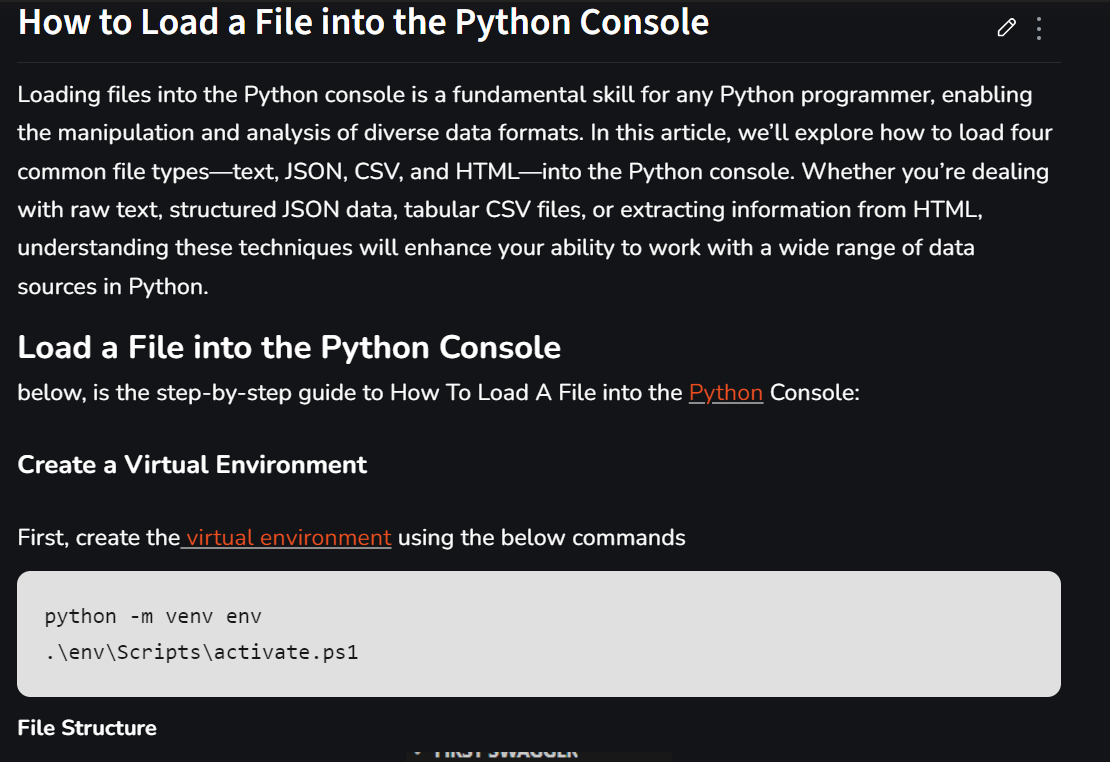 How to Load a File into the Python Console
Loading files into the Python console is a fundamental skill for any Python programmer, enabling
the manipulation and analysis of diverse data formats. In this article, we’ll explore how to load four
common file types—text, JSON, CSV, and HTML—into the Python console. Whether you’re dealing
with raw text, structured JSON data, tabular CSV files, or extracting information from HTML,
understanding these techniques will enhance your ability to work with a wide range of data
sources in Python.
Load a File into the Python Console
below, is the step-by-step guide to How To Load A File into the Python Console:
Create a Virtual Environment
First, create the virtual environment using the below commands
python -m venv env
.\env\Scripts\activate.ps1
File Structure
FIRST SWAGGER